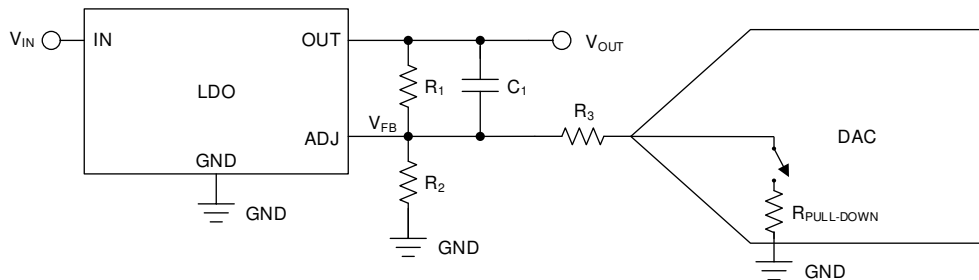 V_IN
IN
OUT
V_OUT
LDO
R_1
C_1
R_3
V_FB
ADJ
DAC
GND
R_2
R_PULL-DOWN
GND
GND
GND